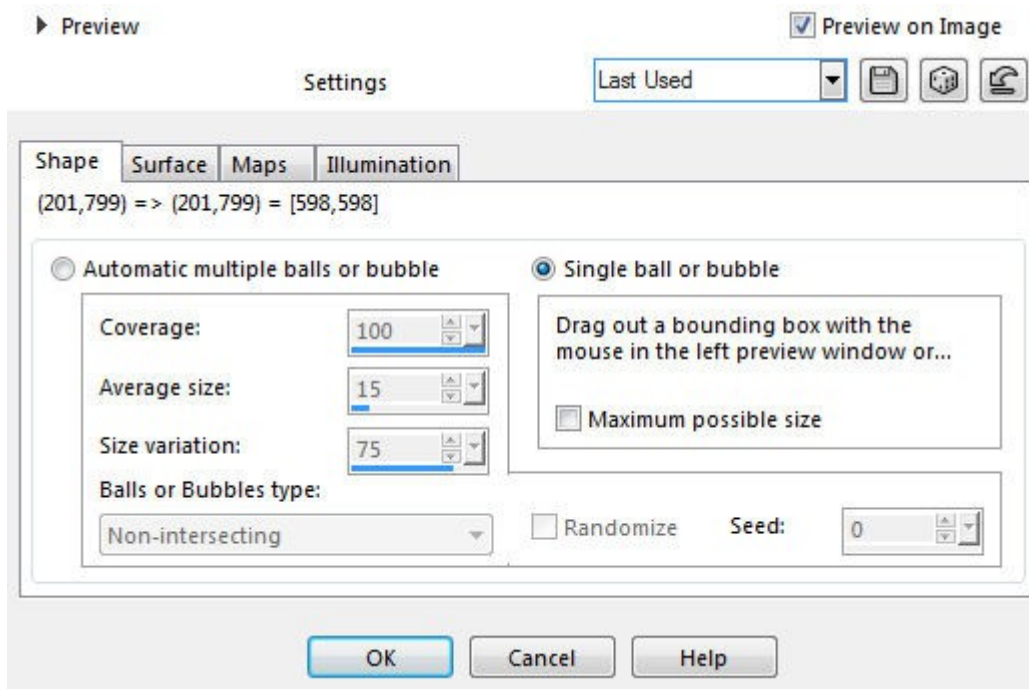 Preview
Preview on Image
Settings
Last Used
Shape
Surface
Maps
Illumination
(201,799) => (201,799) = [598,598]
Automatic multiple balls or bubble
Single ball or bubble
Coverage:
100
Drag out a bounding box with the
mouse in the left preview window or...
Average size:
15
Maximum possible size
Size variation:
75
Balls or Bubbles type:
Non-intersecting
Randomize
Seed:
0
OK
Cancel
Help